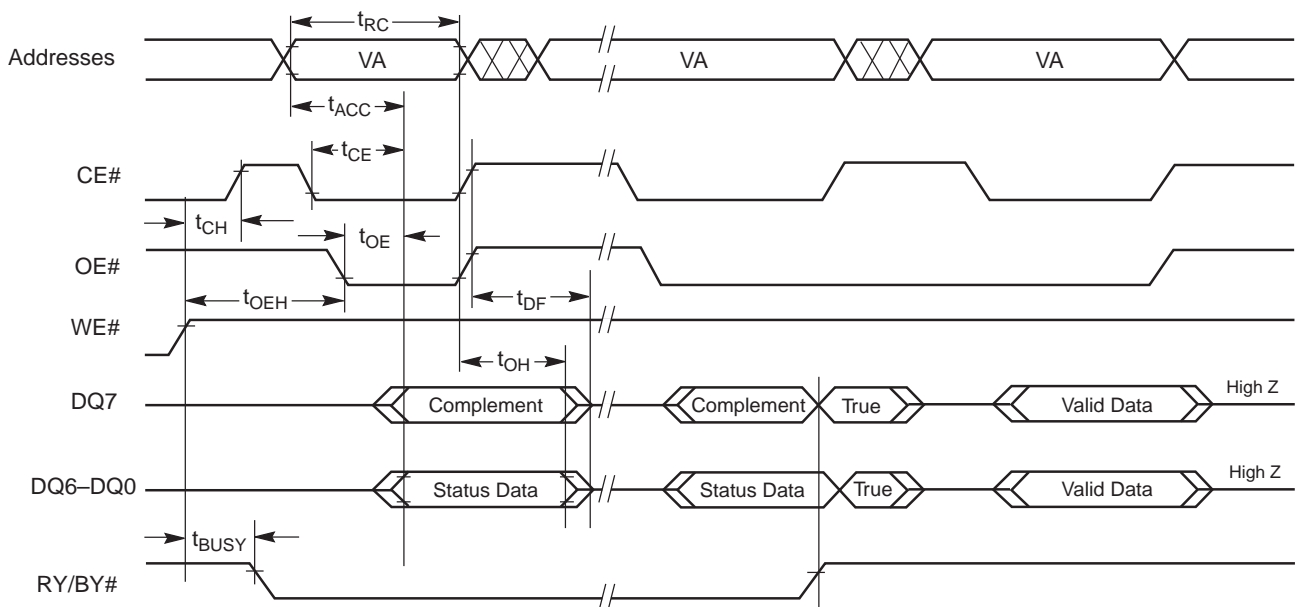 tRC
Addresses VA VA VA
tACC
tCE
CE#
tCH
tOE
OE#
tOEH tDF
WE#
tOH
DQ7 Complement Complement True Valid Data High Z
DQ6–DQ0 Status Data Status Data True Valid Data High Z
tBUSY
RY/BY#